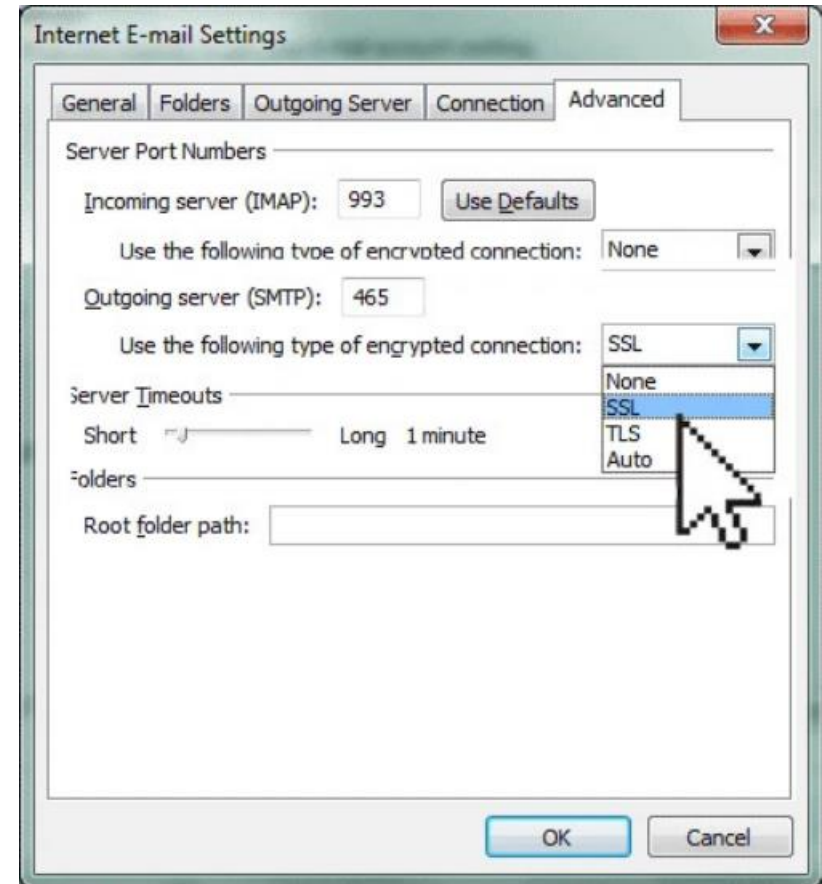 Internet E-mail Settings
General Folders Outgoing Server Connection Advanced
Server Port Numbers
Incoming server (IMAP): 993 Use Defaults
Use the following type of encrypted connection: None
Outgoing server (SMTP): 465
Use the following type of encrypted connection: SSL
None
SSL
TLS
Auto
Server Timeouts
Short Long 1 minute
Folders
Root folder path:
OK Cancel